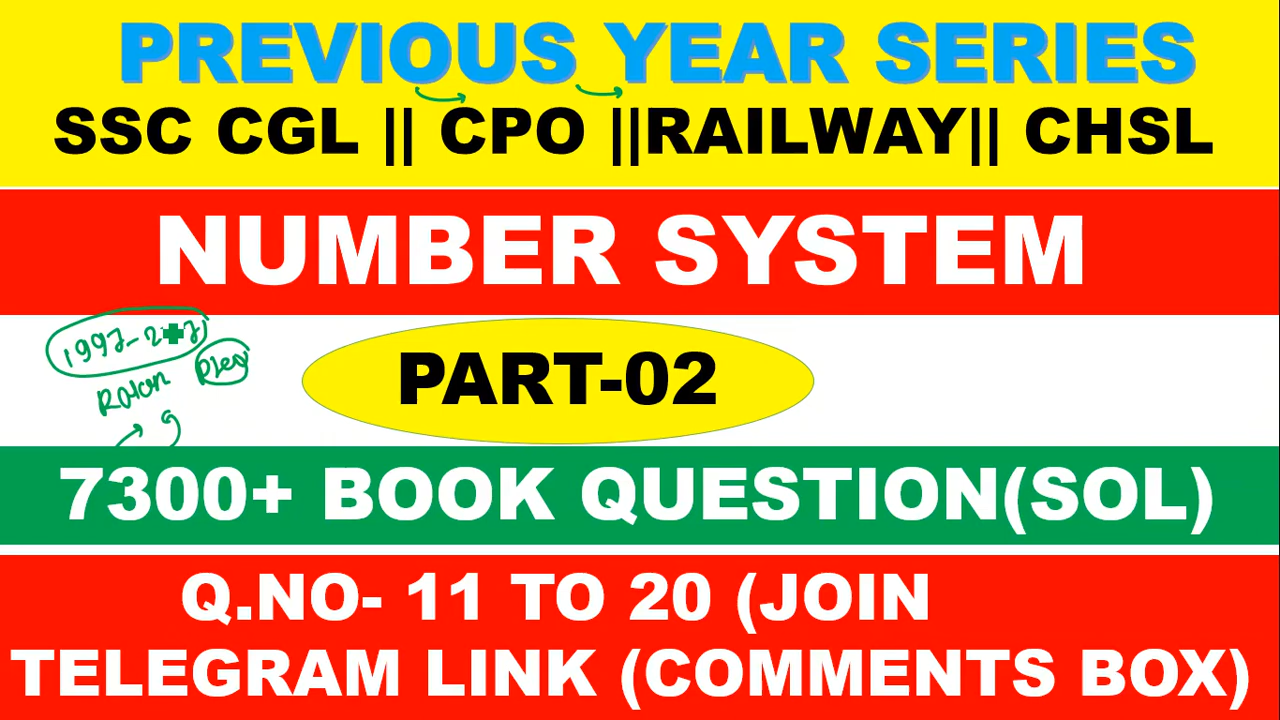 PREVIOUS YEAR SERIES
SSC CGL || CPO ||RAILWAY|| CHSL
NUMBER SYSTEM
PART-02
7300+ BOOK QUESTION(SOL)
Q.NO- 11 TO 20 (JOIN
TELEGRAM LINK (COMMENTS BOX)